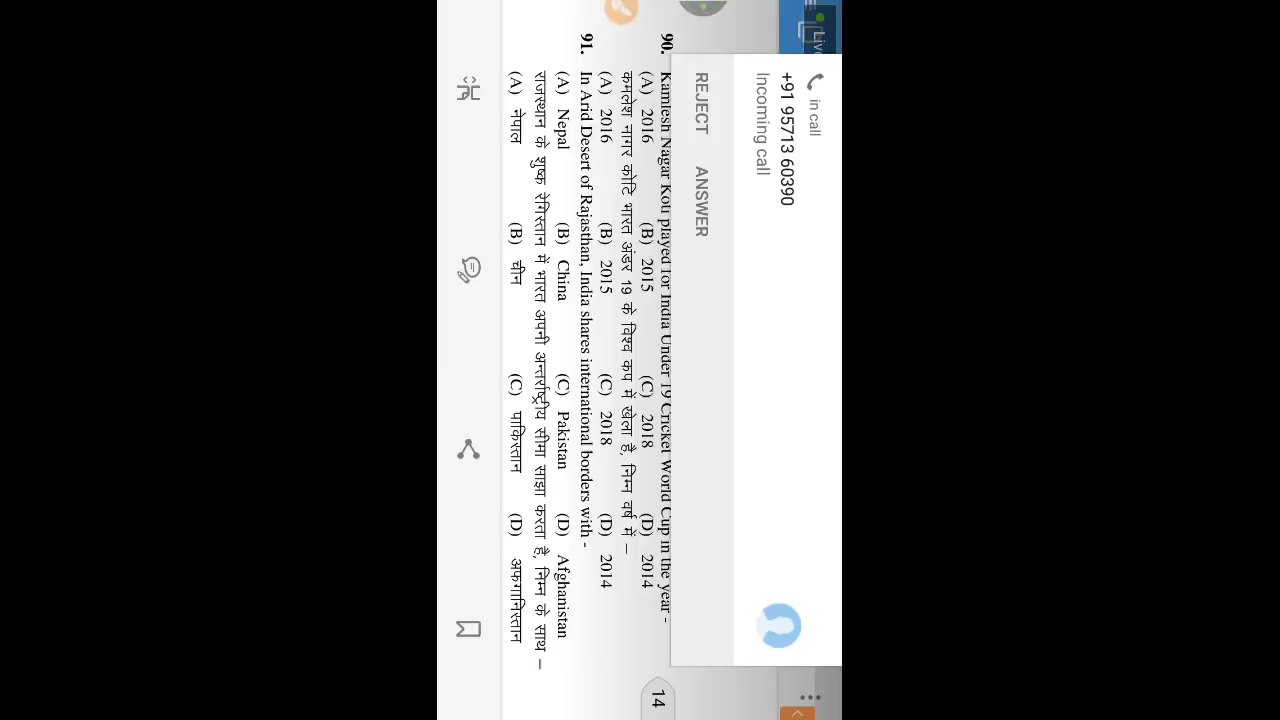 Live
in call
+91 95713 60390
Incoming call
REJECT ANSWER
90. Kamlesh Nagar Koti played for India Under 19 Cricket World Cup in the year -
(A) 2016 (B) 2015 (C) 2018 (D) 2014
कमलेश नागर कोटि भारत अंडर 19 के विश्व कप में खेला है, निम्न वर्ष में –
(A) 2016 (B) 2015 (C) 2018 (D) 2014
91. In Arid Desert of Rajasthan, India shares international borders with -
(A) Nepal (B) China (C) Pakistan (D) Afghanistan
राजस्थान के शुष्क रेगिस्तान में भारत अपनी अन्तर्राष्ट्रीय सीमा साझा करता है, निम्न के साथ –
(A) नेपाल (B) चीन (C) पाकिस्तान (D) अफगानिस्तान
14